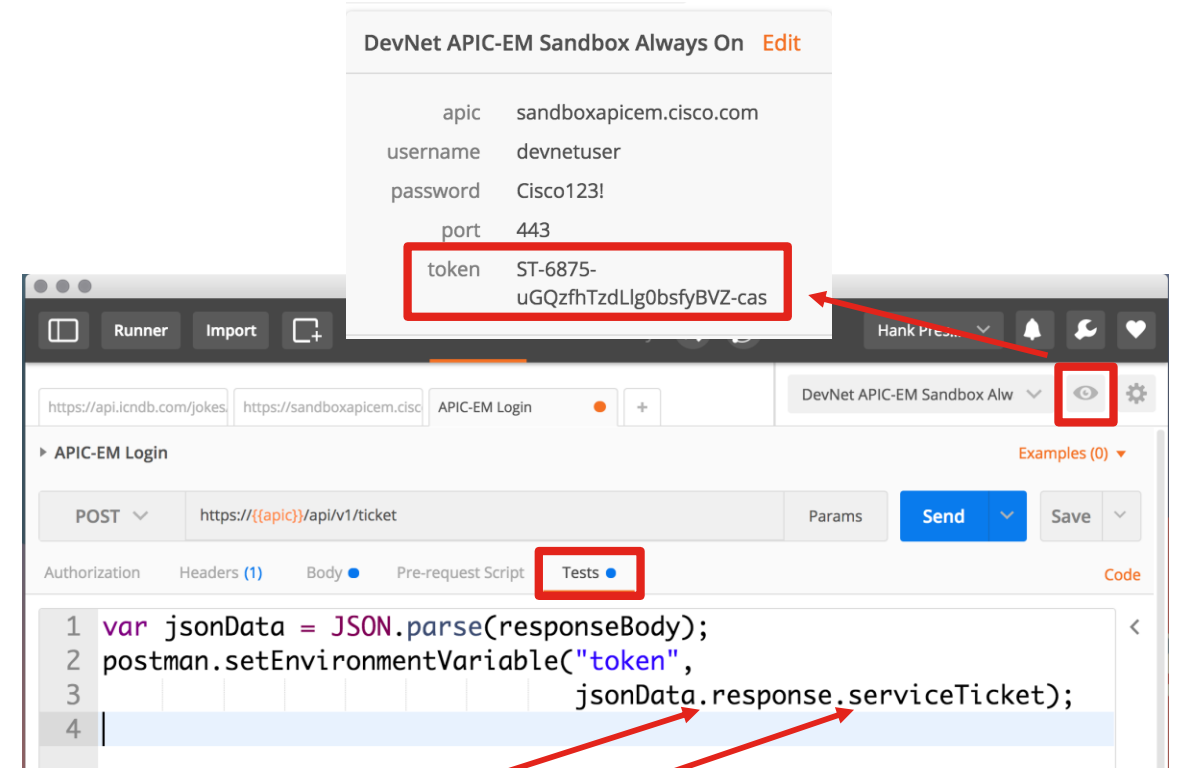 DevNet APIC-EM Sandbox Always On Edit
apic sandboxapicem.cisco.com
username devnetuser
password Cisco123!
port 443
token ST-6875-
uGQzfhTzdLlg0bsfyBVZ-cas
Runner Import Hank Pres...
https://api.icndb.com/jokes. https://sandboxapicem.cisc APIC-EM Login + DevNet APIC-EM Sandbox Alw
APIC-EM Login Examples (0)
POST https://{{apic}}/api/v1/ticket Params Send Save
Authorization Headers (1) Body Pre-request Script Tests Code
1 var jsonData = JSON.parse(responseBody);
2 postman.setEnvironmentVariable("token",
3 jsonData.response.serviceTicket);
4